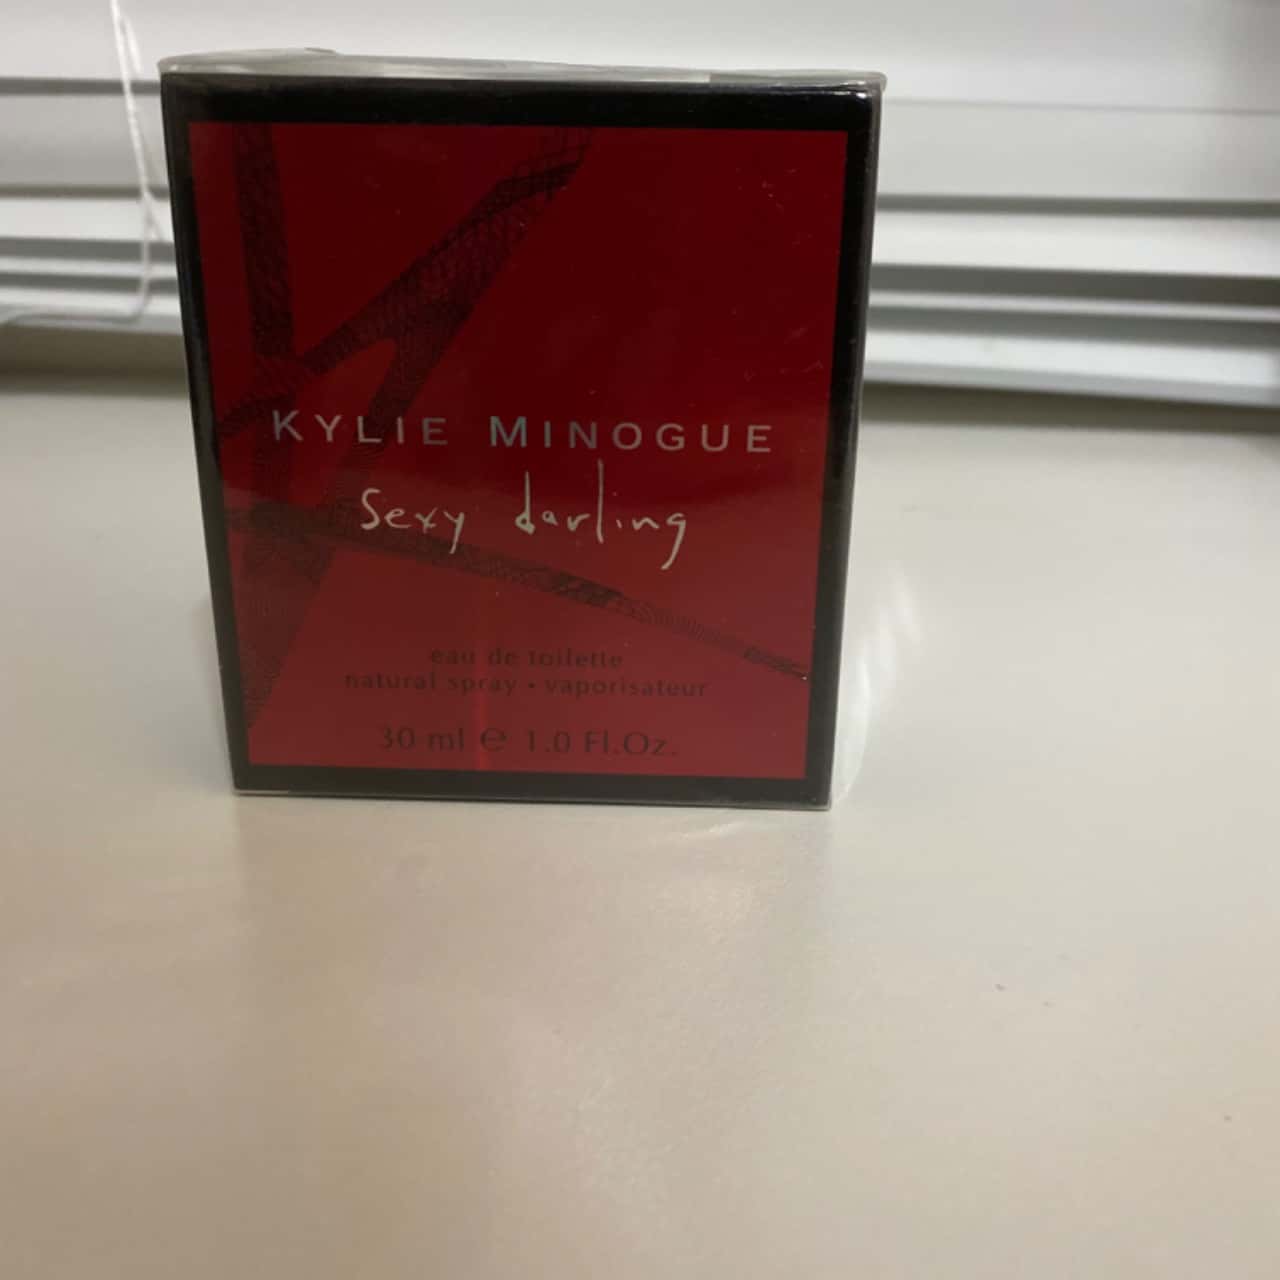 KYLIE MINOGUE
Sexy darling
eau de toilette
natural spray • vaporisateur
30 ml ℮ 1.0 Fl.Oz.